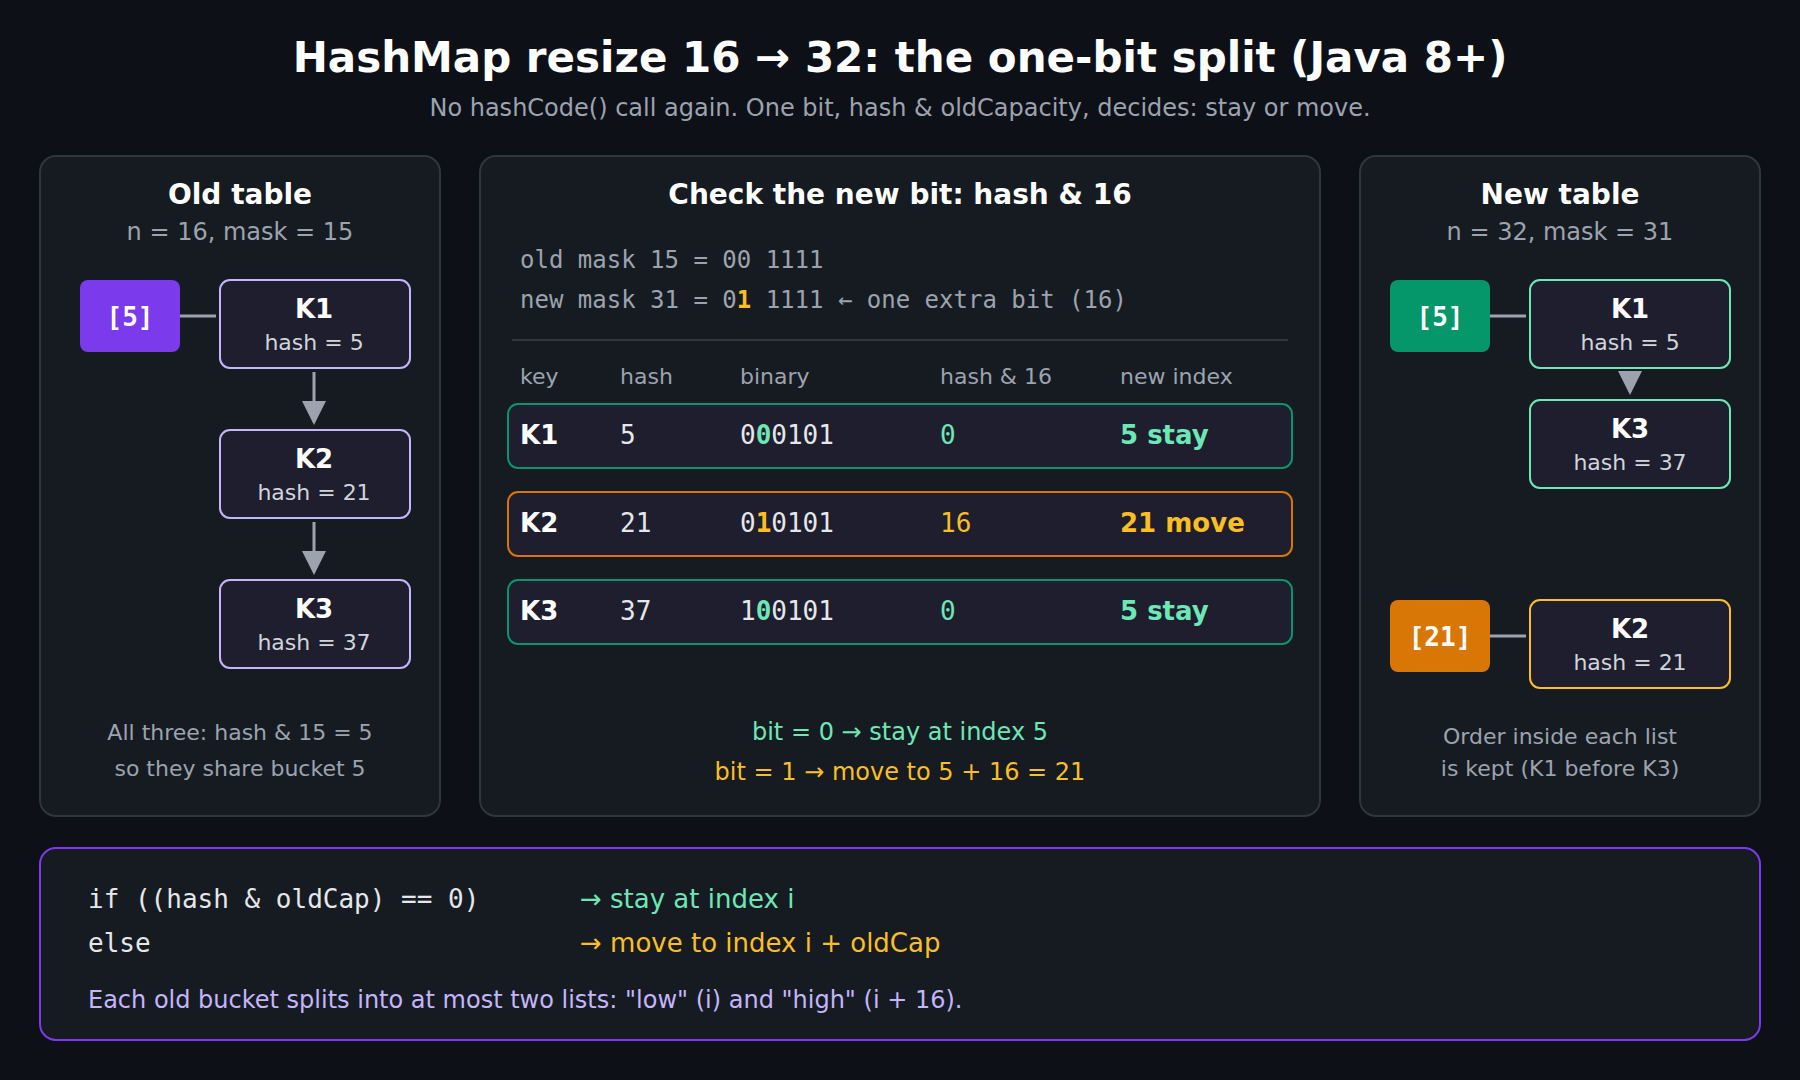 HashMap resize 16 → 32: the one-bit split (Java 8+)
No hashCode() call again. One bit, hash & oldCapacity, decides: stay or move.
Old table
n = 16, mask = 15
[5]
K1
hash = 5
K2
hash = 21
K3
hash = 37
All three: hash & 15 = 5
so they share bucket 5
Check the new bit: hash & 16
old mask 15 = 00 1111
new mask 31 = 01 1111 ← one extra bit (16)
key hash binary hash & 16 new index
K1 5 000101 0 5 stay
K2 21 010101 16 21 move
K3 37 100101 0 5 stay
bit = 0 → stay at index 5
bit = 1 → move to 5 + 16 = 21
New table
n = 32, mask = 31
[5]
K1
hash = 5
K3
hash = 37
[21]
K2
hash = 21
Order inside each list
is kept (K1 before K3)
if ((hash & oldCap) == 0) → stay at index i
else → move to index i + oldCap
Each old bucket splits into at most two lists: "low" (i) and "high" (i + 16).